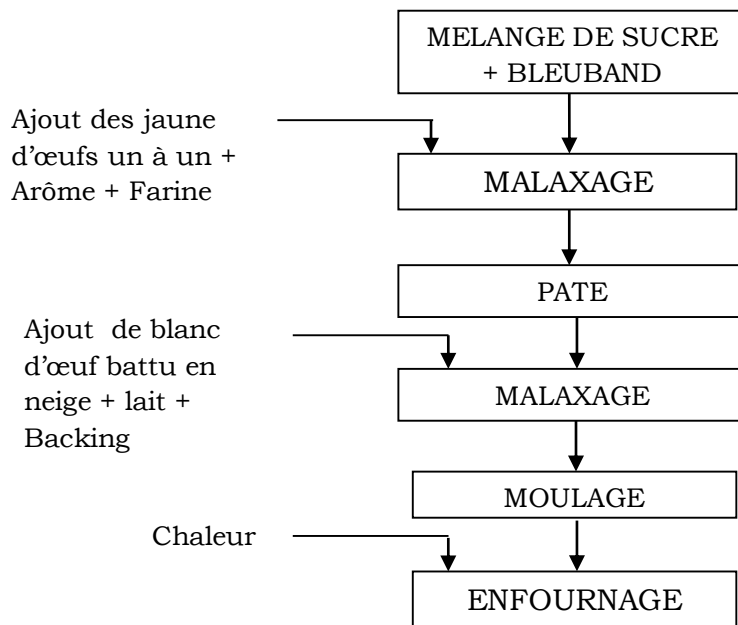 MELANGE DE SUCRE
+ BLEUBAND
Ajout des jaune
d’œufs un à un +
Arôme + Farine
MALAXAGE
PATE
Ajout  de blanc
d’œuf battu en
neige + lait +
Backing
MALAXAGE
MOULAGE
Chaleur
ENFOURNAGE